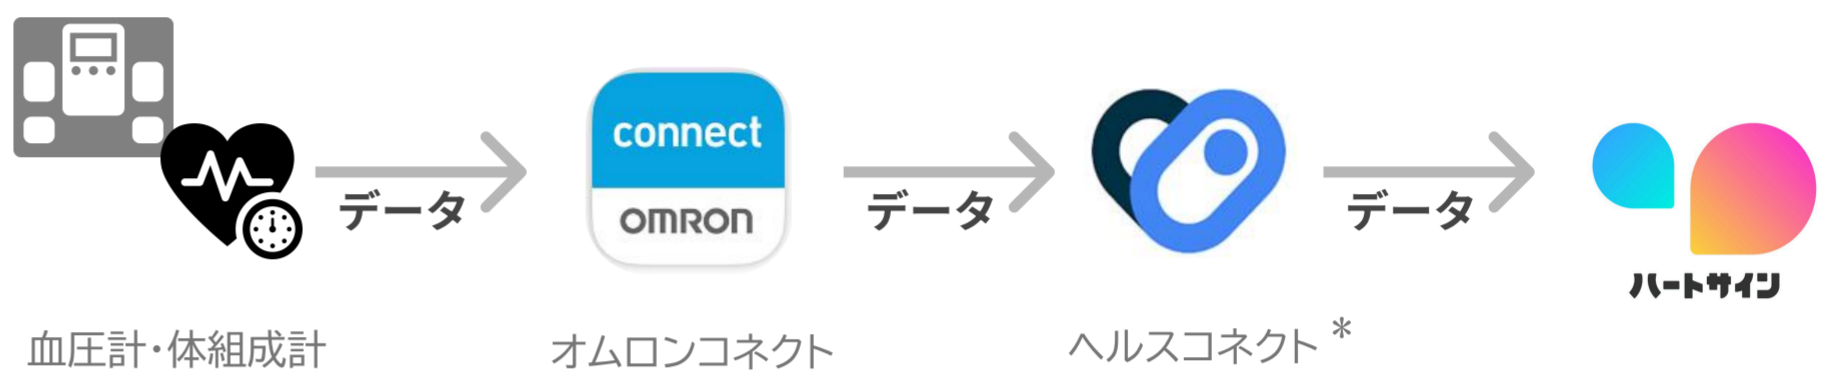 connect
OMRON
データ
データ
データ
ハートサイン
血圧計・体組成計
オムロンコネクト
ヘルスコネクト*